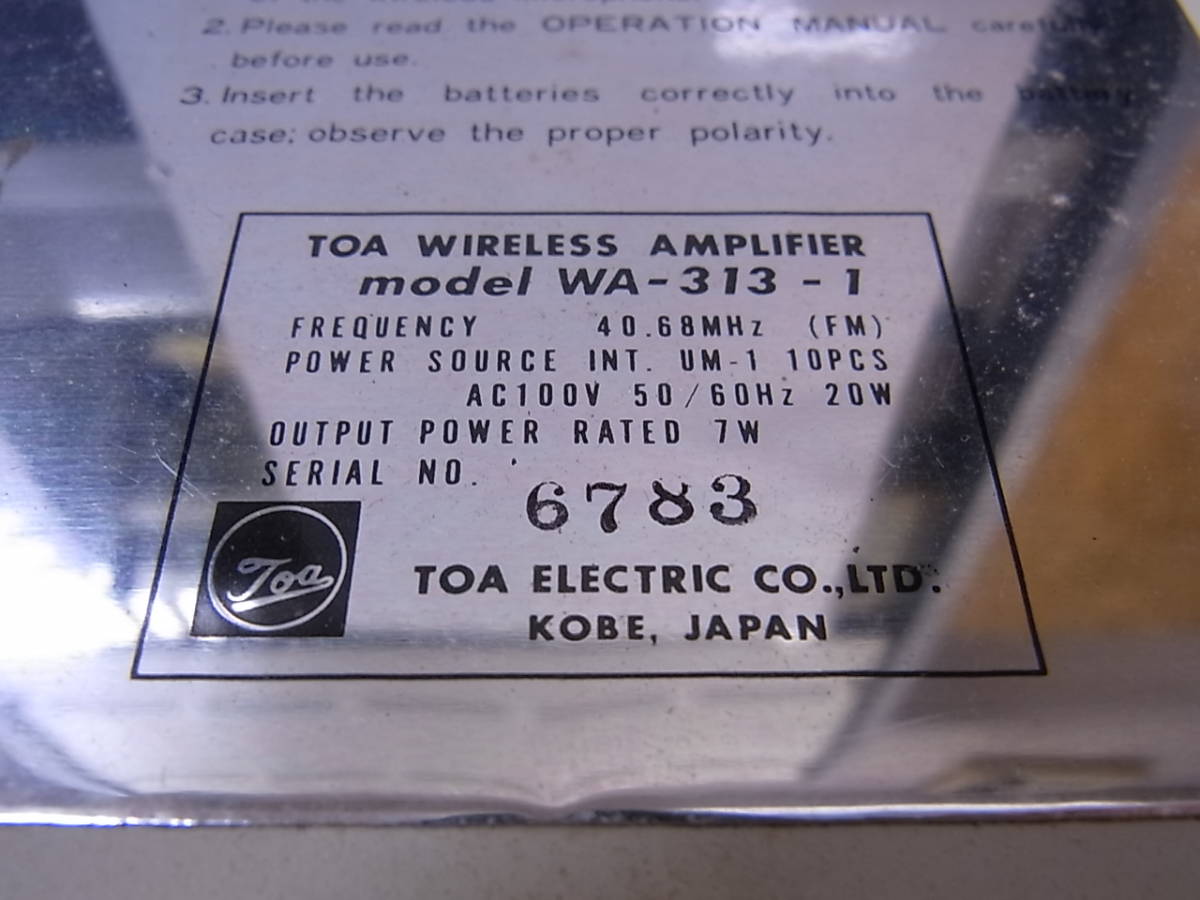 2. Please read the OPERATION MANUAL carefully
before use.
3. Insert the batteries correctly into the battery
case; observe the proper polarity.
TOA WIRELESS AMPLIFIER
model WA-313-1
FREQUENCY 40.68MHz (FM)
POWER SOURCE INT. UM-1 10PCS
AC100V 50/60Hz 20W
OUTPUT POWER RATED 7W
SERIAL NO. 6783
Toa
TOA ELECTRIC CO.,LTD.
KOBE, JAPAN